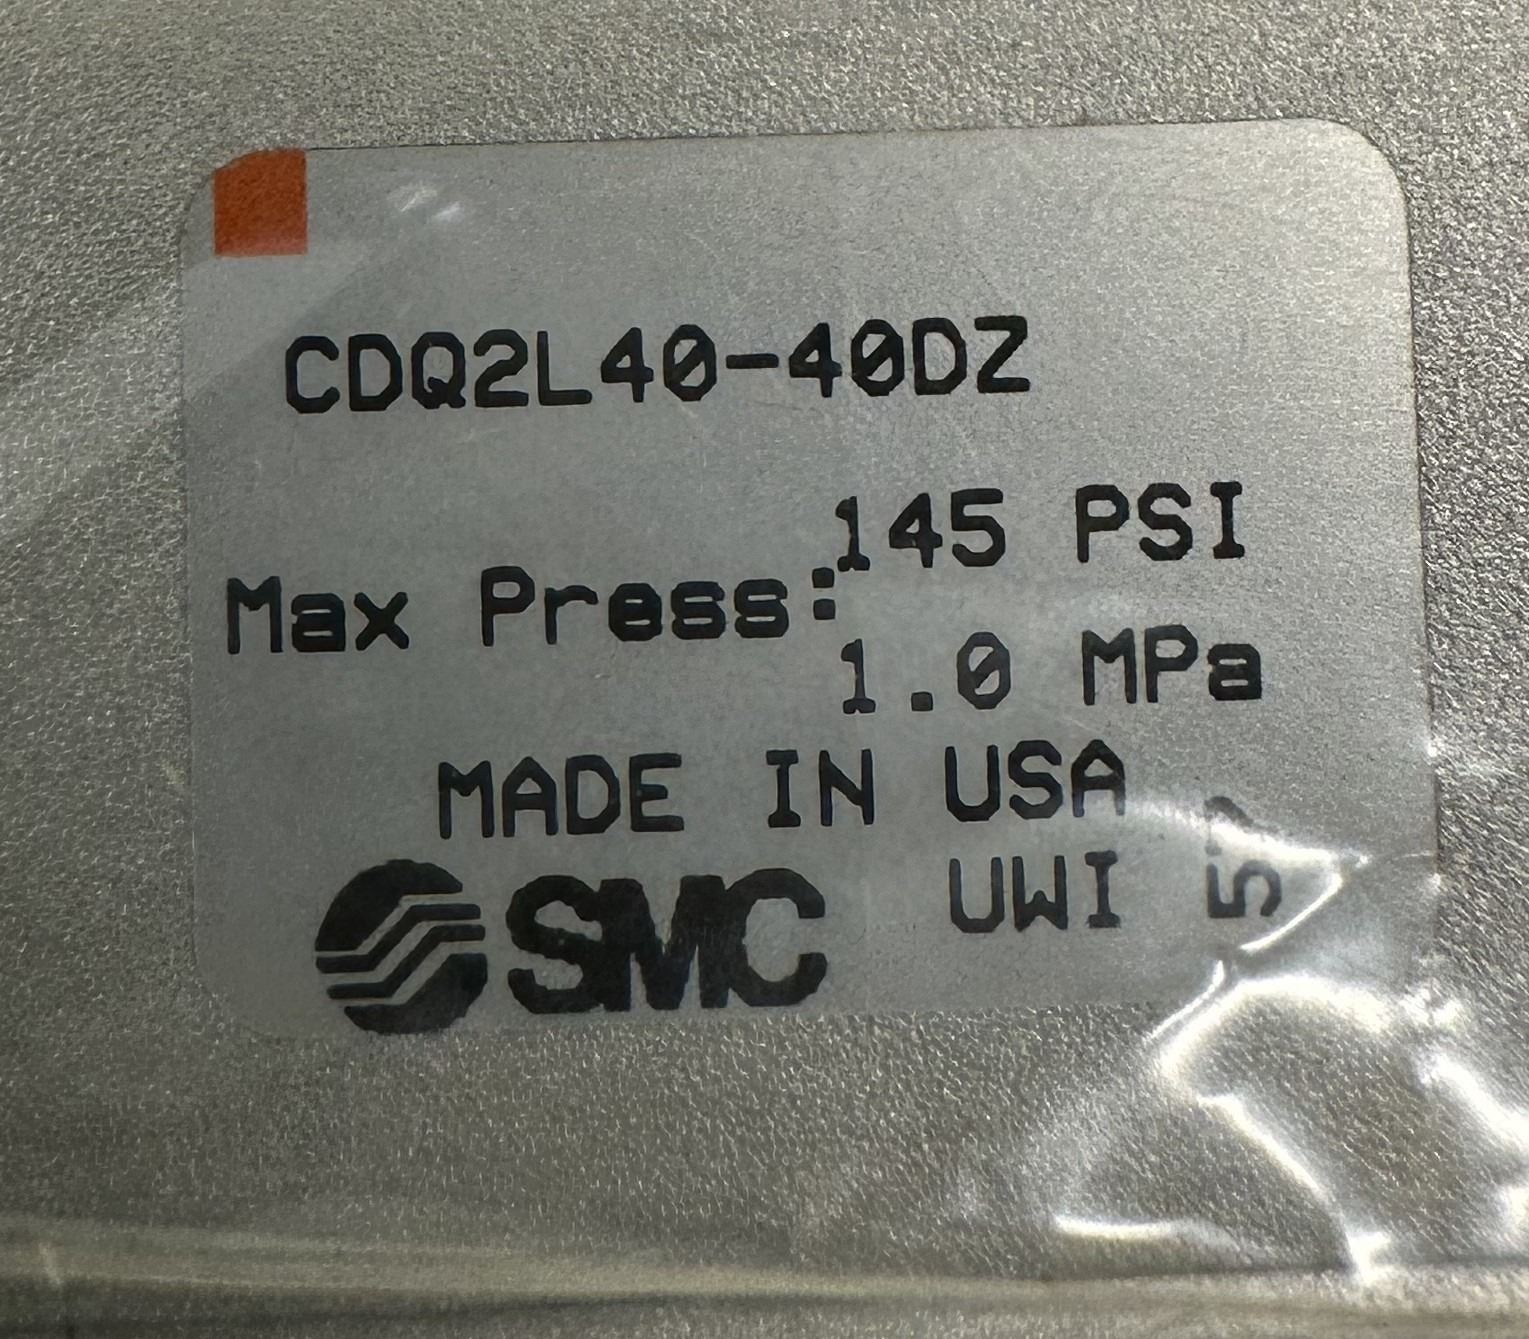 CDQ2L40-40DZ
145 PSI
Max Press:
1.0 MPa
MADE IN USA
SMC UWI